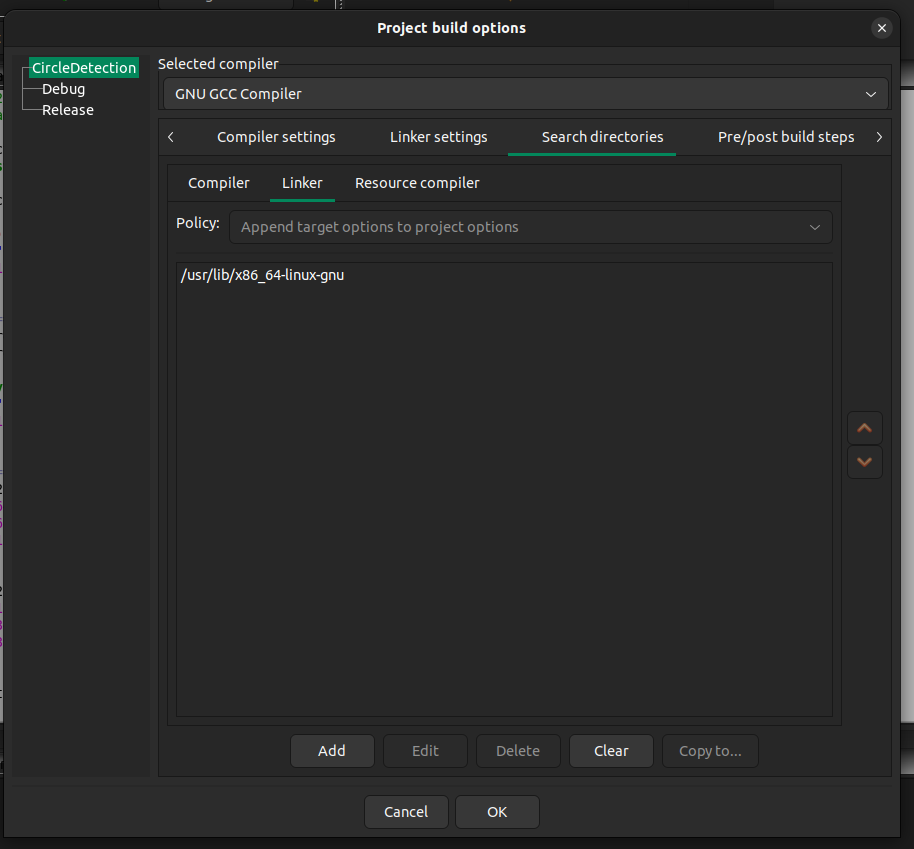 Project build options
CircleDetection
Debug
Release
Selected compiler
GNU GCC Compiler
Compiler settings
Linker settings
Search directories
Pre/post build steps
Compiler
Linker
Resource compiler
Policy:
Append target options to project options
/usr/lib/x86_64-linux-gnu
Add
Edit
Delete
Clear
Copy to...
Cancel
OK